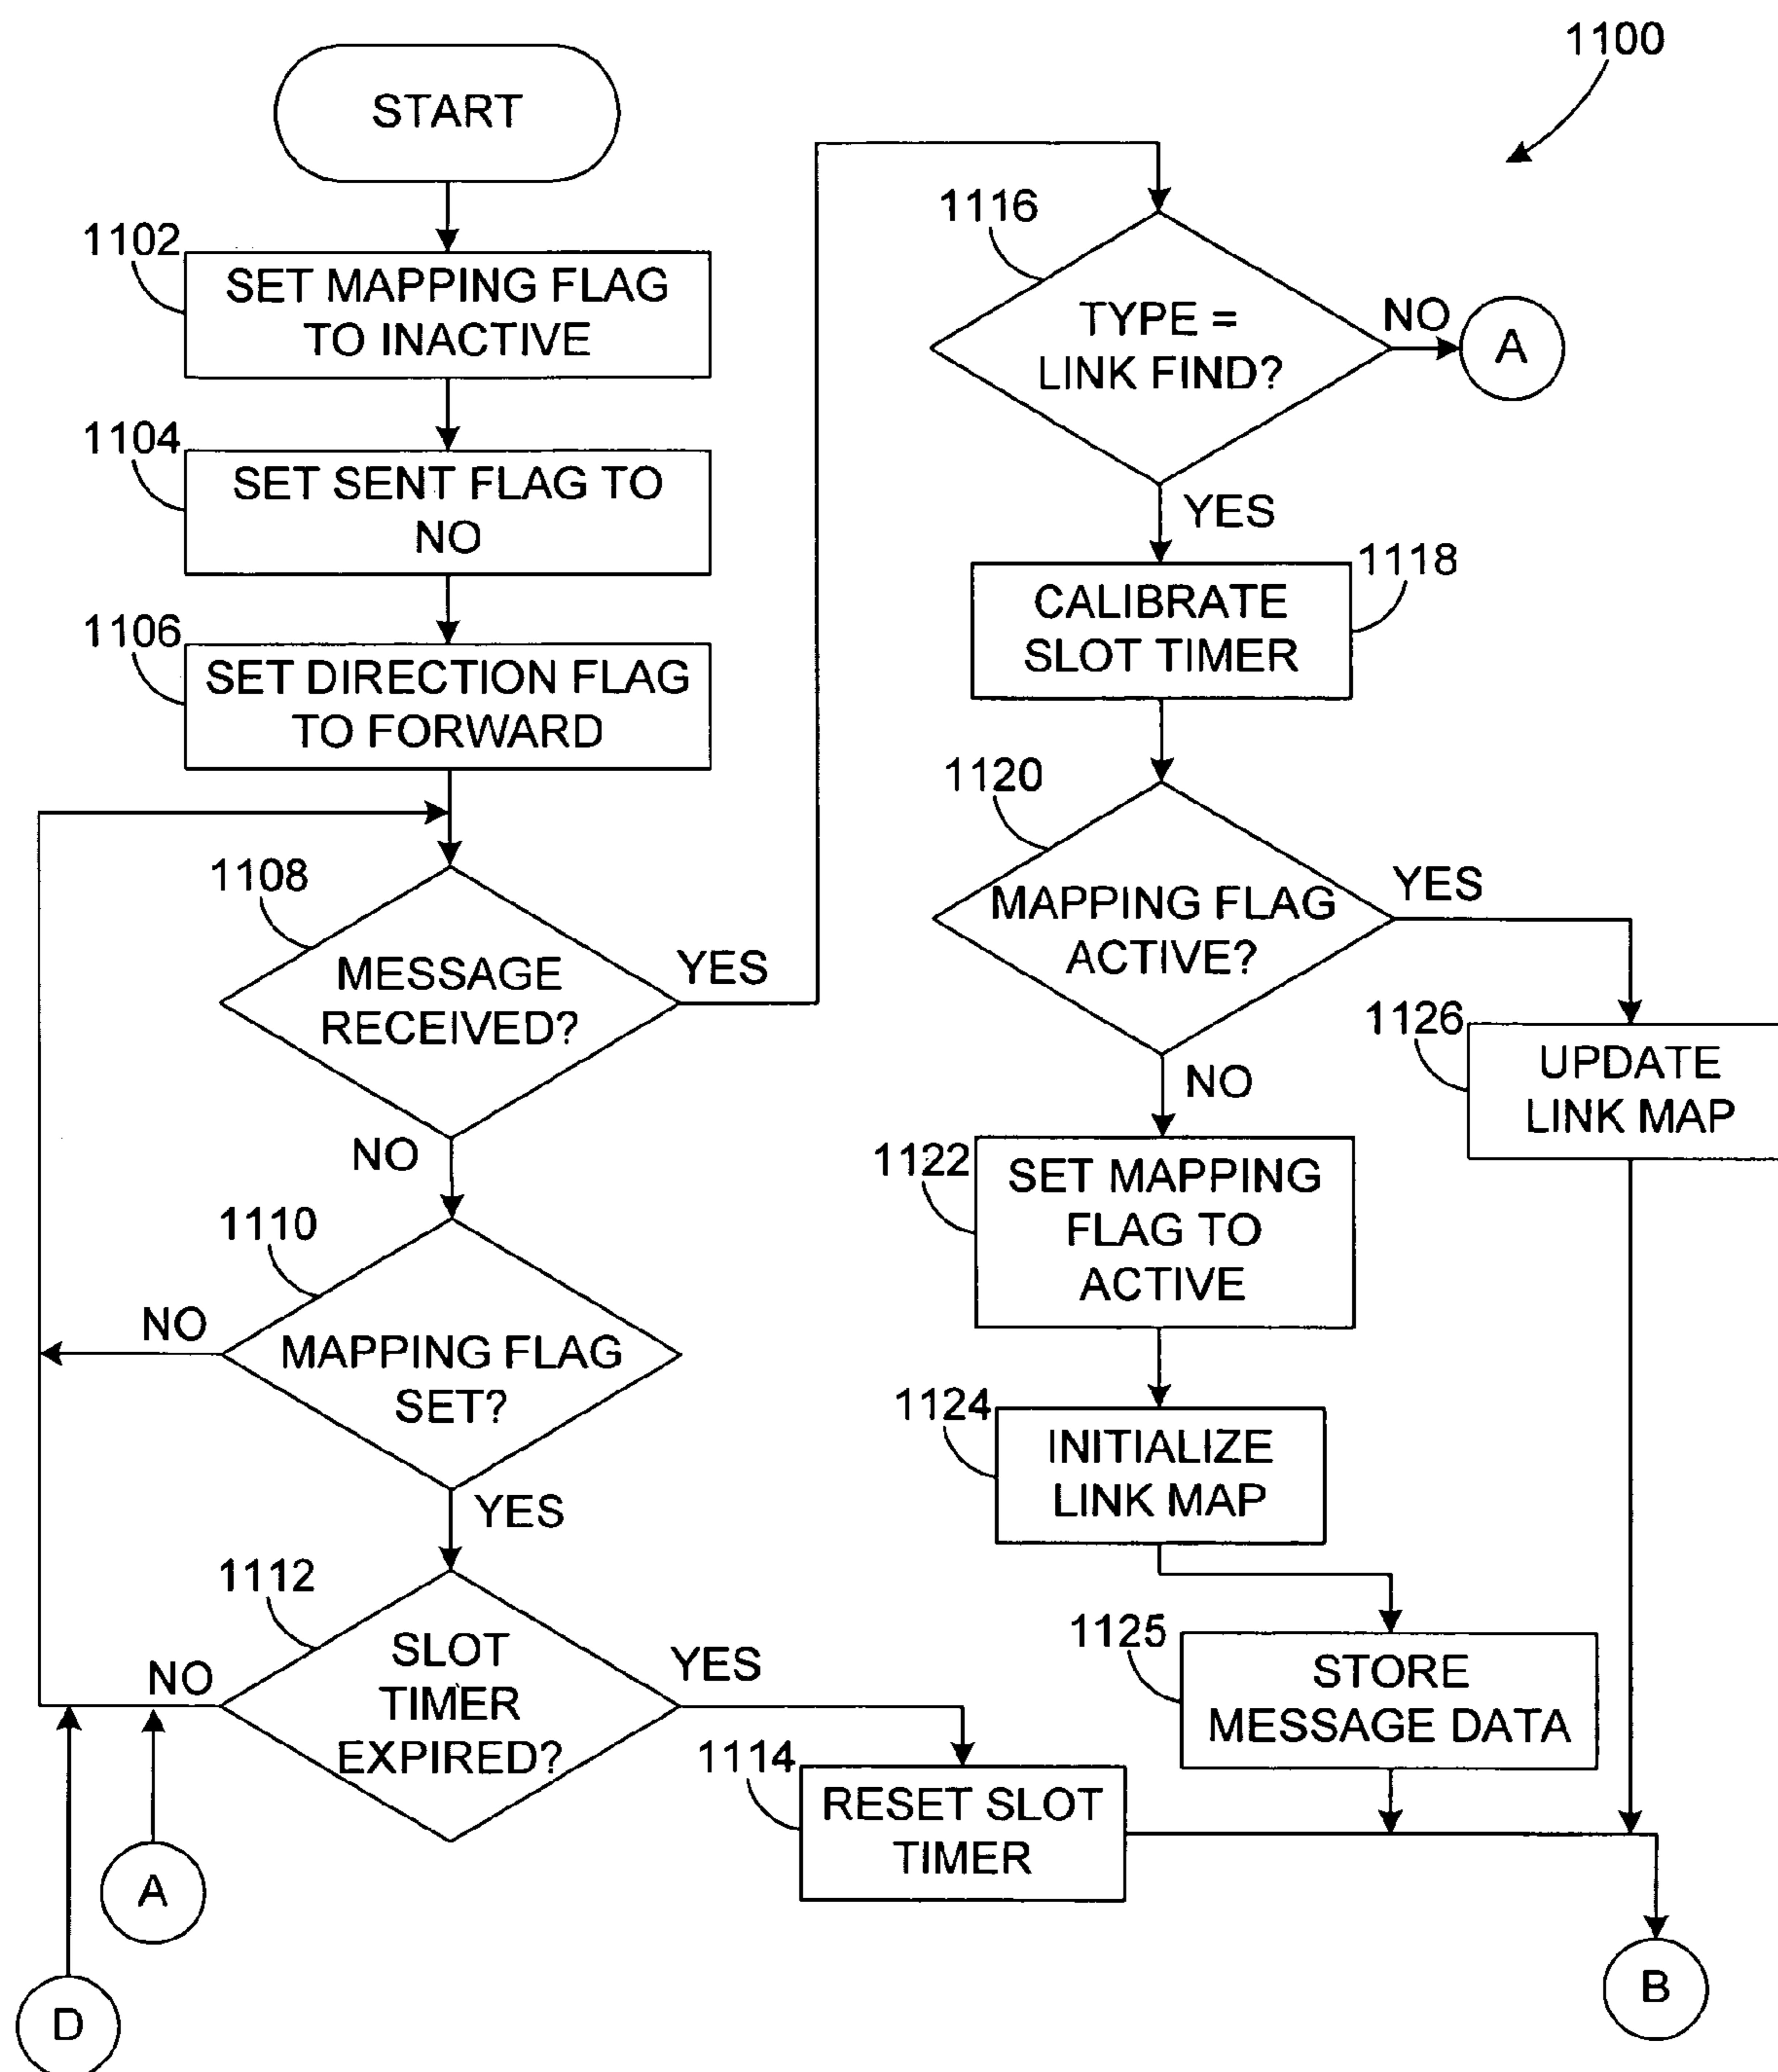 1100
START
1102
SET MAPPING FLAG
TO INACTIVE
1104
SET SENT FLAG TO
NO
1106
SET DIRECTION FLAG
TO FORWARD
1108
MESSAGE
RECEIVED?
YES
NO
1110
MAPPING FLAG
SET?
NO
YES
1112
SLOT
TIMER
EXPIRED?
NO
YES
1114
RESET SLOT
TIMER
A
D
1116
TYPE =
LINK FIND?
NO
A
YES
1118
CALIBRATE
SLOT TIMER
1120
MAPPING FLAG
ACTIVE?
YES
NO
1126
UPDATE
LINK MAP
1122
SET MAPPING
FLAG TO
ACTIVE
1124
INITIALIZE
LINK MAP
1125
STORE
MESSAGE DATA
B